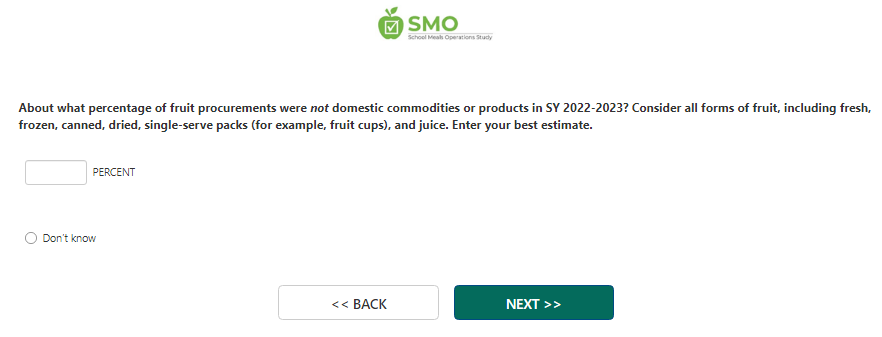 SMO
School Meals Operations Study
About what percentage of fruit procurements were not domestic commodities or products in SY 2022-2023? Consider all forms of fruit, including fresh,
frozen, canned, dried, single-serve packs (for example, fruit cups), and juice. Enter your best estimate.
PERCENT
Don't know
<< BACK
NEXT >>